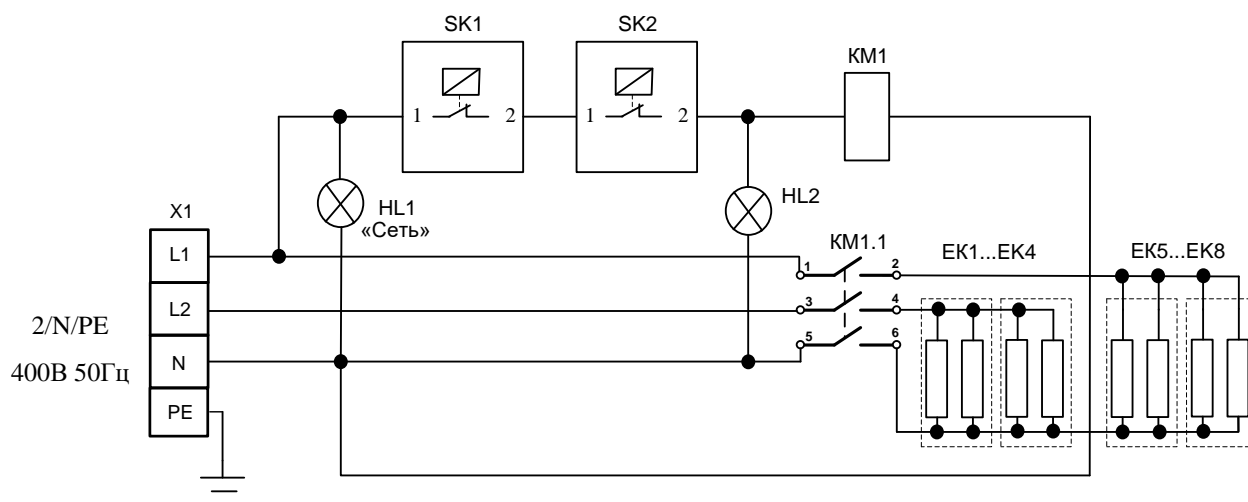 SK1
SK2
KM1
1
2
1
2
HL1
«Сеть»
HL2
X1
L1
L2
N
PE
2/N/PE
400В 50Гц
KM1.1
1
2
3
4
5
6
EK1...EK4
EK5...EK8